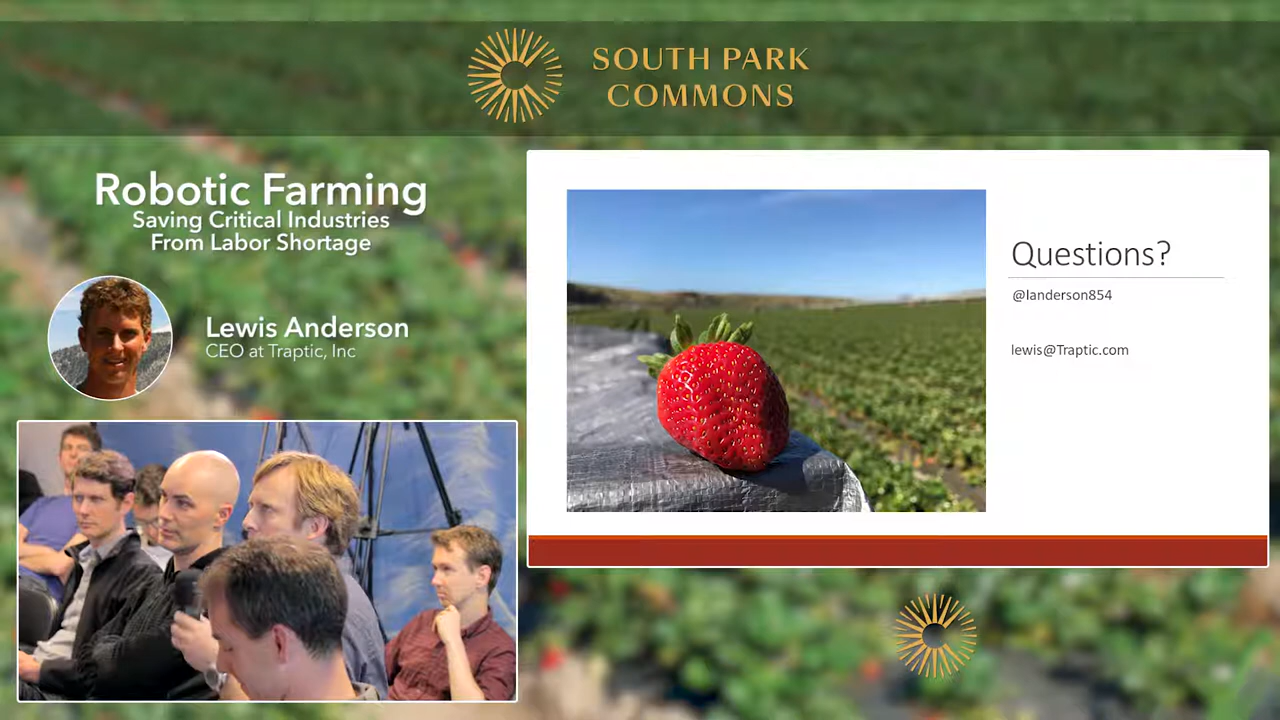 SOUTH PARK
COMMONS
Robotic Farming
Saving Critical Industries
From Labor Shortage
Lewis Anderson
CEO at Traptic, Inc
Questions?
@landerson854
lewis@Traptic.com